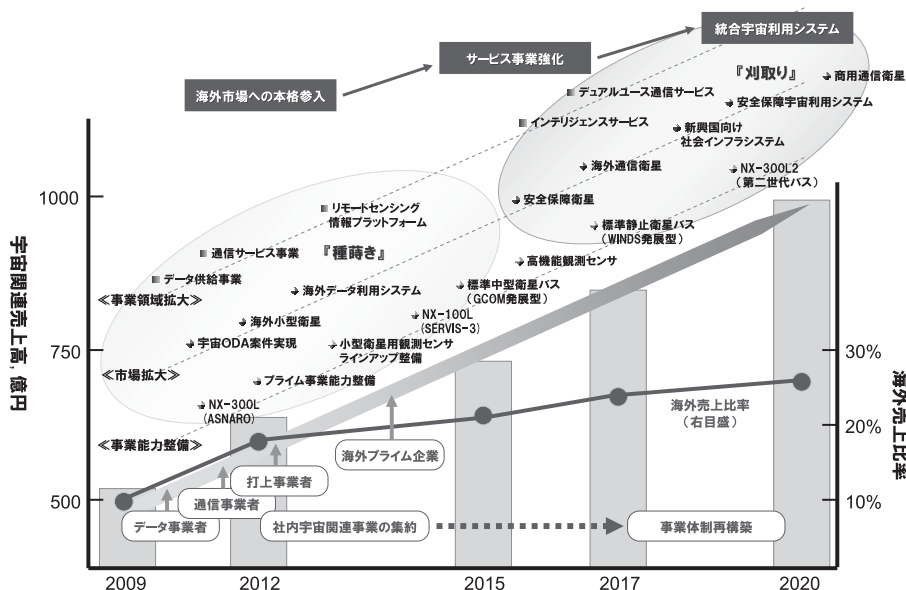 統合宇宙利用システム
サービス事業強化
海外市場への本格参入
『刈取り』
商用通信衛星
デュアルユース通信サービス
安全保障宇宙利用システム
インテリジェンスサービス
新興国向け
社会インフラシステム
海外通信衛星
NX-300L2
(第二世代バス)
安全保障衛星
標準静止衛星バス
(WINDS発展型)
高機能観測センサ
標準中型衛星バス
(GCOM発展型)
リモートセンシング
情報プラットフォーム
『種蒔き』
通信サービス事業
データ供給事業
≪事業領域拡大≫
海外データ利用システム
NX-100L
(SERVIS-3)
海外小型衛星
宇宙ODA案件実現
小型衛星用観測センサ
ラインアップ整備
≪市場拡大≫
プライム事業能力整備
NX-300L
(ASNARO)
≪事業能力整備≫
海外売上比率
(右目盛)
海外プライム企業
打上事業者
通信事業者
データ事業者
社内宇宙関連事業の集約
事業体制再構築
宇宙関連売上高, 億円
1000
750
500
海外売上比率
30%
20%
10%
2009
2012
2015
2017
2020